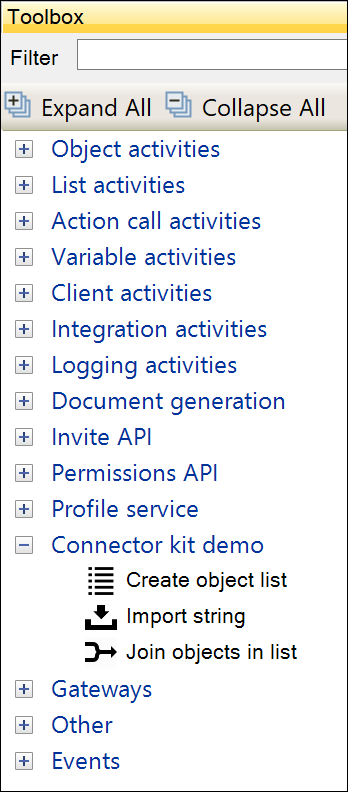 Toolbox
Filter
Expand All Collapse All
Object activities
List activities
Action call activities
Variable activities
Client activities
Integration activities
Logging activities
Document generation
Invite API
Permissions API
Profile service
Connector kit demo
Create object list
Import string
Join objects in list
Gateways
Other
Events